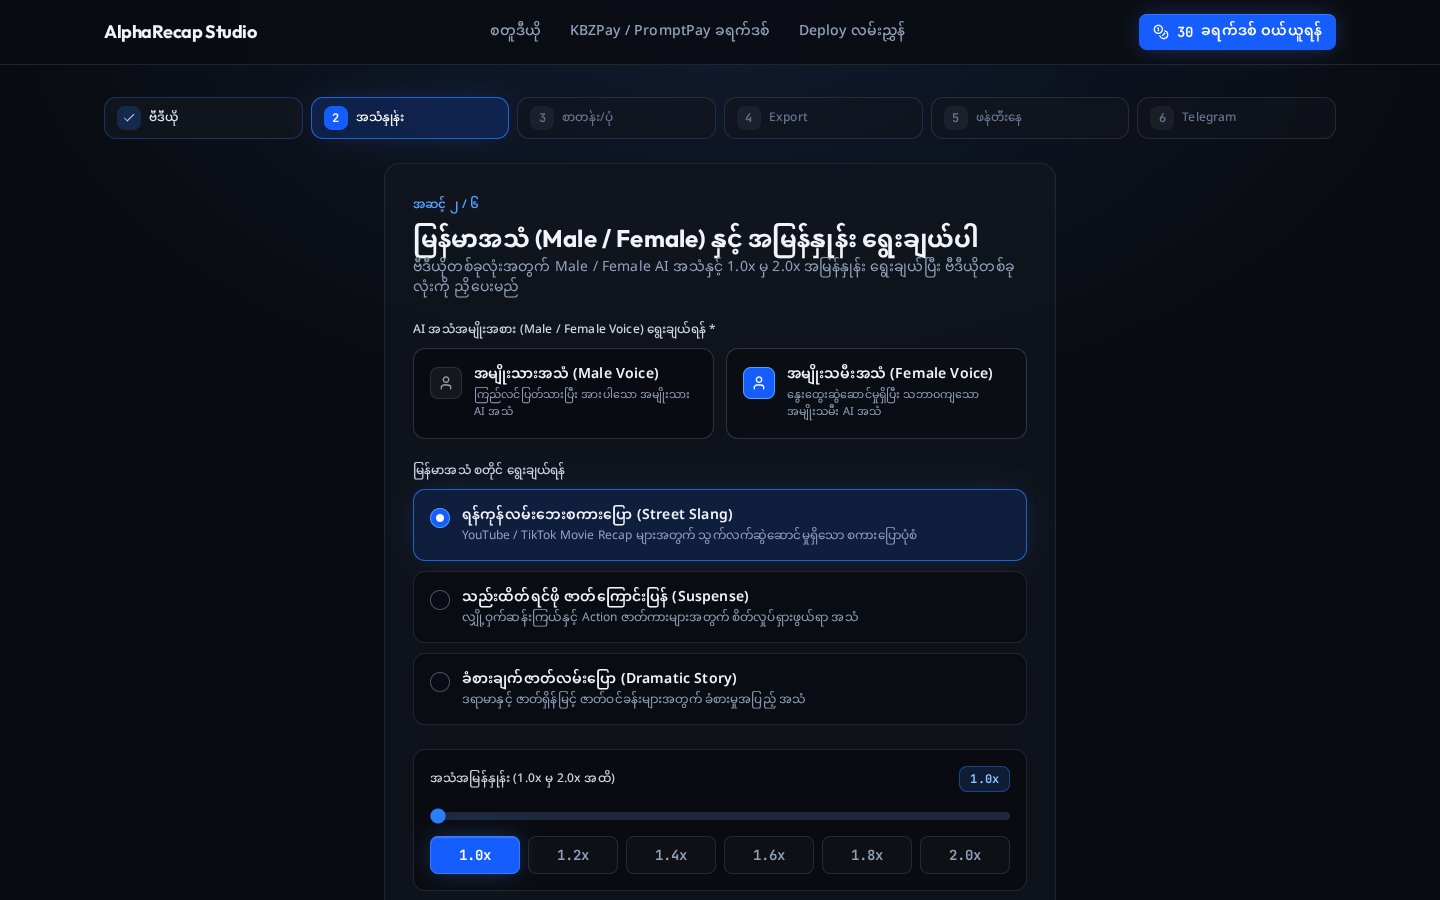 AlphaRecap Studio
စတူဒီယို
KBZPay / PromptPay ခရက်ဒစ်
Deploy လမ်းညွှန်
30 ခရက်ဒစ် ဝယ်ယူရန်
ဗီဒီယို
2 အသံနှုန်း
3 စာတန်း/ပုံ
4 Export
5 ဖန်တီးနေ
6 Telegram
အဆင့် ၂ / ၆
မြန်မာအသံ (Male / Female) နှင့် အမြန်နှုန်း ရွေးချယ်ပါ
ဗီဒီယိုတစ်ခုလုံးအတွက် Male / Female AI အသံနှင့် 1.0x မှ 2.0x အမြန်နှုန်း ရွေးချယ်ပြီး ဗီဒီယိုတစ်ခု
လုံးကို ညှိပေးမည်
AI အသံအမျိုးအစား (Male / Female Voice) ရွေးချယ်ရန် *
အမျိုးသားအသံ (Male Voice)
ကြည်လင်ပြတ်သားပြီး အားပါသော အမျိုးသား
AI အသံ
အမျိုးသမီးအသံ (Female Voice)
နွေးထွေးဆွဲဆောင်မှုရှိပြီး သဘာဝကျသော
အမျိုးသမီး AI အသံ
မြန်မာအသံ စတိုင် ရွေးချယ်ရန်
ရန်ကုန်လမ်းဘေးစကားပြော (Street Slang)
YouTube / TikTok Movie Recap များအတွက် သွက်လက်ဆွဲဆောင်မှုရှိသော စကားပြောပုံစံ
သည်းထိတ်ရင်ဖို ဇာတ်ကြောင်းပြန် (Suspense)
လျှို့ဝှက်ဆန်းကြယ်နှင့် Action ဇာတ်ကားများအတွက် စိတ်လှုပ်ရှားဖွယ်ရာ အသံ
ခံစားချက်ဇာတ်လမ်းပြော (Dramatic Story)
ဒရာမာနှင့် ဇာတ်ရှိန်မြင့် ဇာတ်ဝင်ခန်းများအတွက် ခံစားမှုအပြည့် အသံ
အသံအမြန်နှုန်း (1.0x မှ 2.0x အထိ)
1.0x
1.0x
1.2x
1.4x
1.6x
1.8x
2.0x